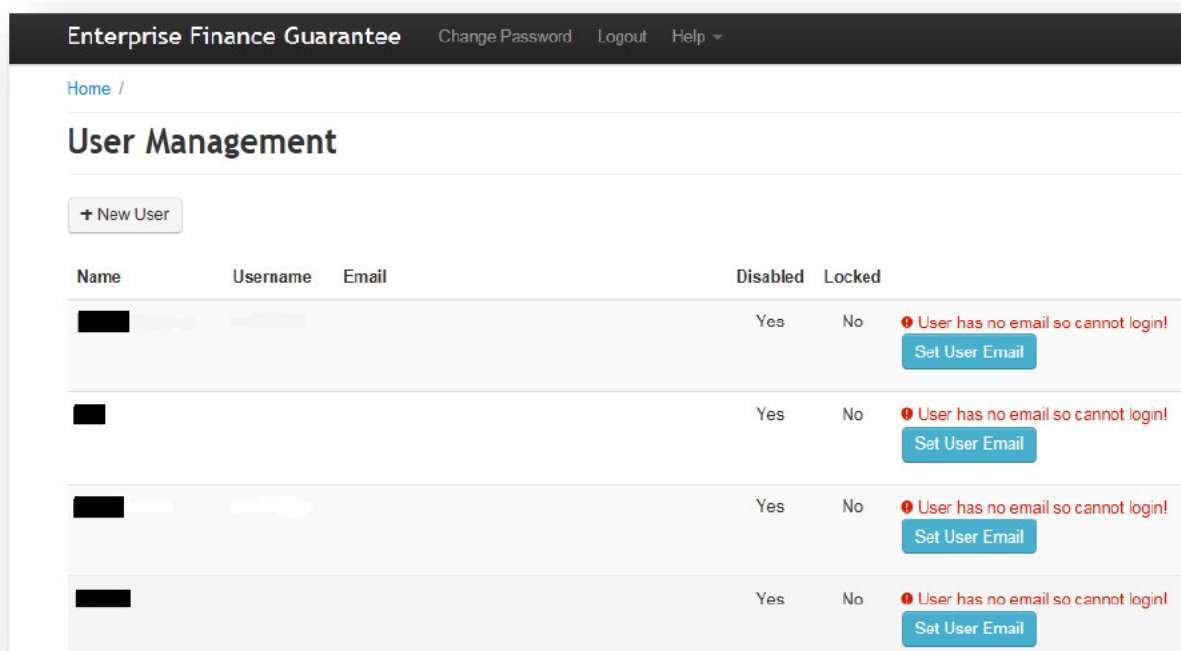 Enterprise Finance Guarantee Change Password Logout Help
Home /
User Management
+ New User
Name Username Email Disabled Locked
Yes No User has no email so cannot login!
Set User Email
Yes No User has no email so cannot login!
Set User Email
Yes No User has no email so cannot login!
Set User Email
Yes No User has no email so cannot login!
Set User Email